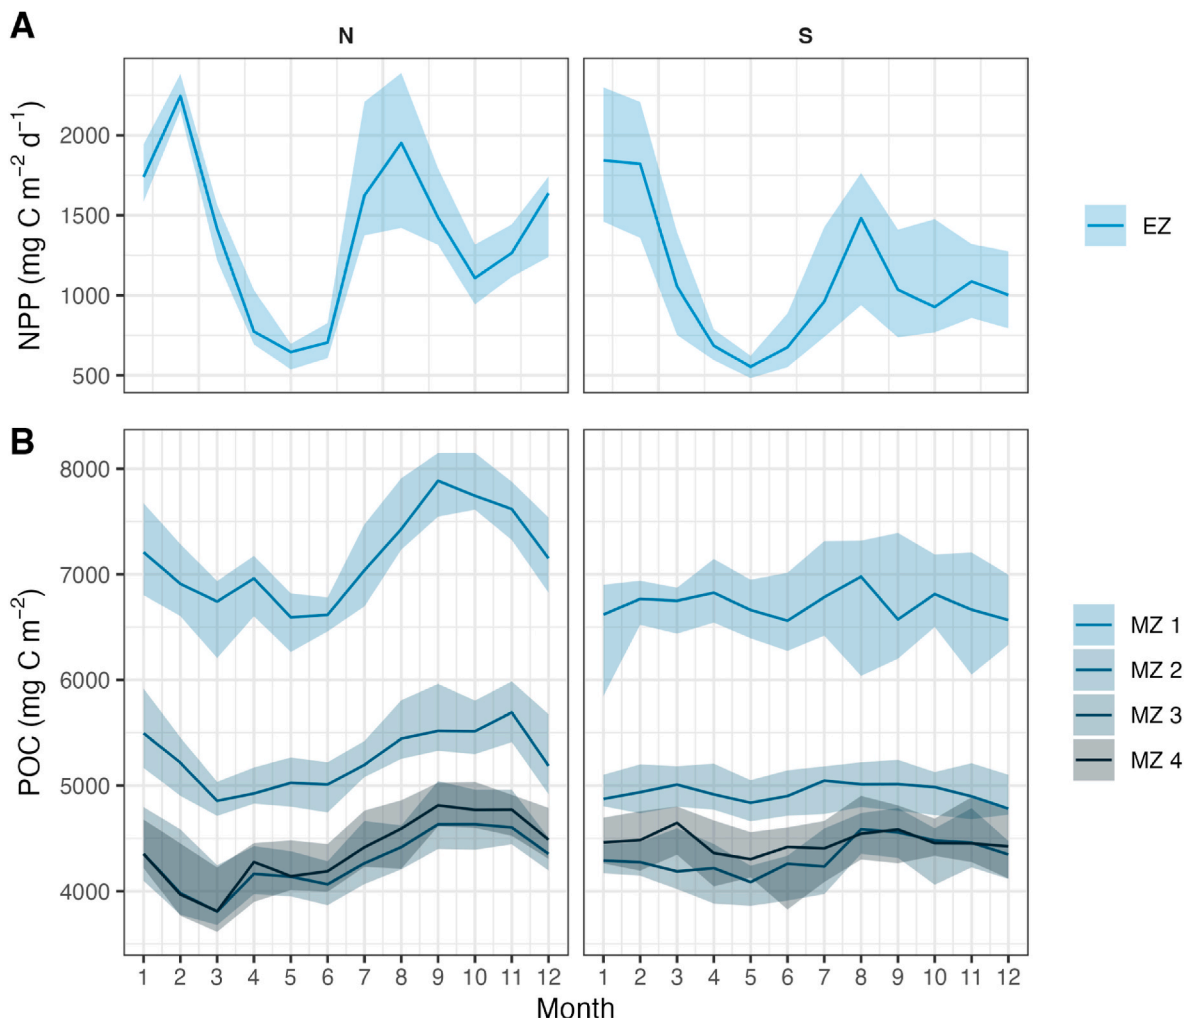 A
N
S
NPP (mg C m⁻² d⁻¹)
2000
1500
1000
500
EZ
B
POC (mg C m⁻²)
8000
7000
6000
5000
4000
MZ 1
MZ 2
MZ 3
MZ 4
1 2 3 4 5 6 7 8 9 10 11 12
1 2 3 4 5 6 7 8 9 10 11 12
Month